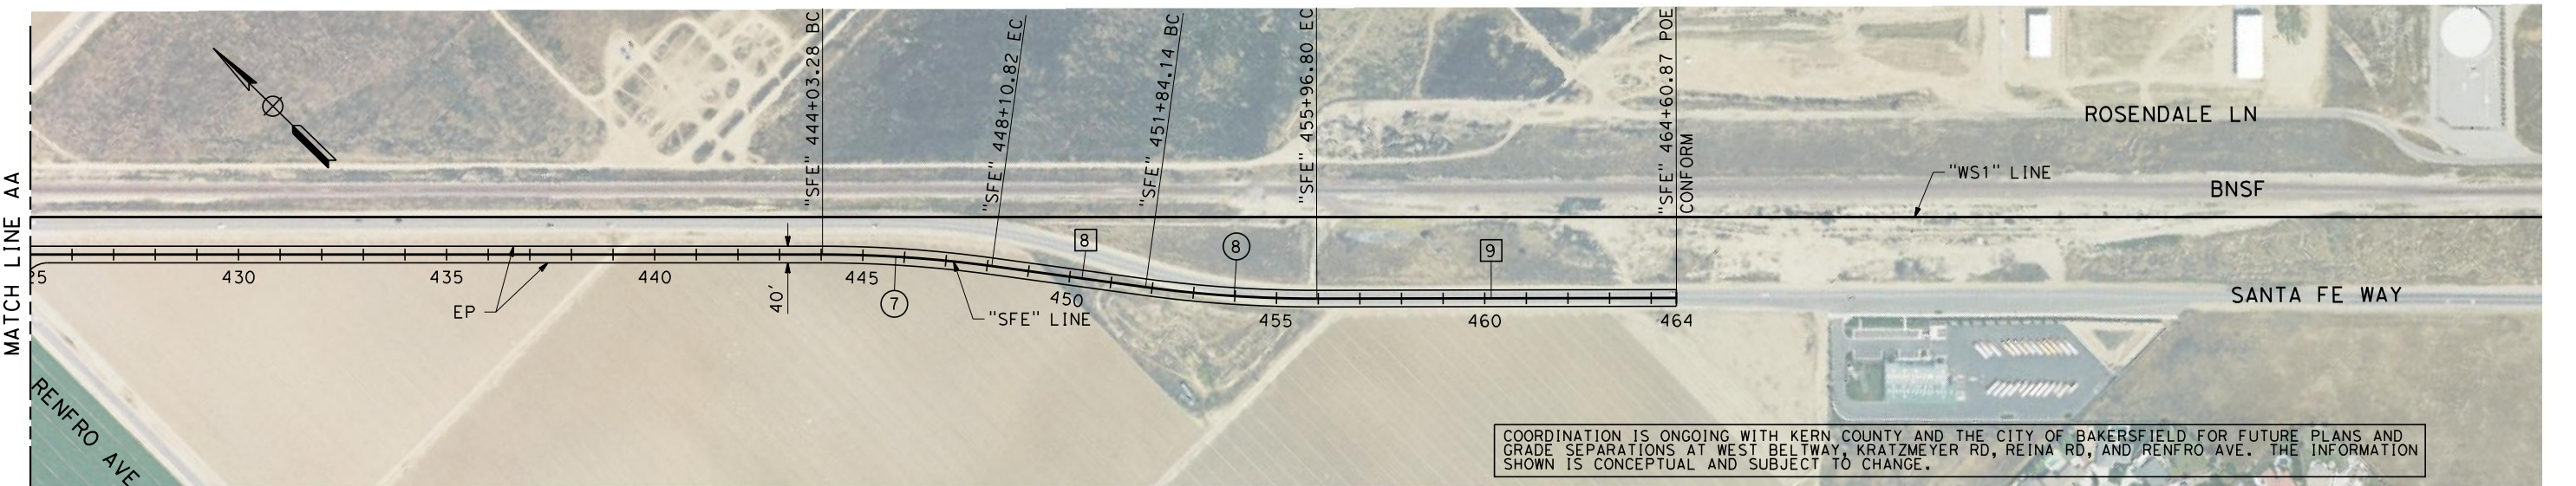 MATCH LINE AA
"SFE" 444+03.28 BC
"SFE" 448+10.82 EC
"SFE" 451+84.14 BC
"SFE" 455+96.80 EC
"SFE" 464+60.87 POE
CONFORM
ROSENDALE LN
"WS1" LINE
BNSF
8
8
9
25
430
435
440
445
450
455
460
464
EP
40'
7
"SFE" LINE
SANTA FE WAY
RENFRO AVE
COORDINATION IS ONGOING WITH KERN COUNTY AND THE CITY OF BAKERSFIELD FOR FUTURE PLANS AND
GRADE SEPARATIONS AT WEST BELTWAY, KRATZMEYER RD, REINA RD, AND RENFRO AVE. THE INFORMATION
SHOWN IS CONCEPTUAL AND SUBJECT TO CHANGE.